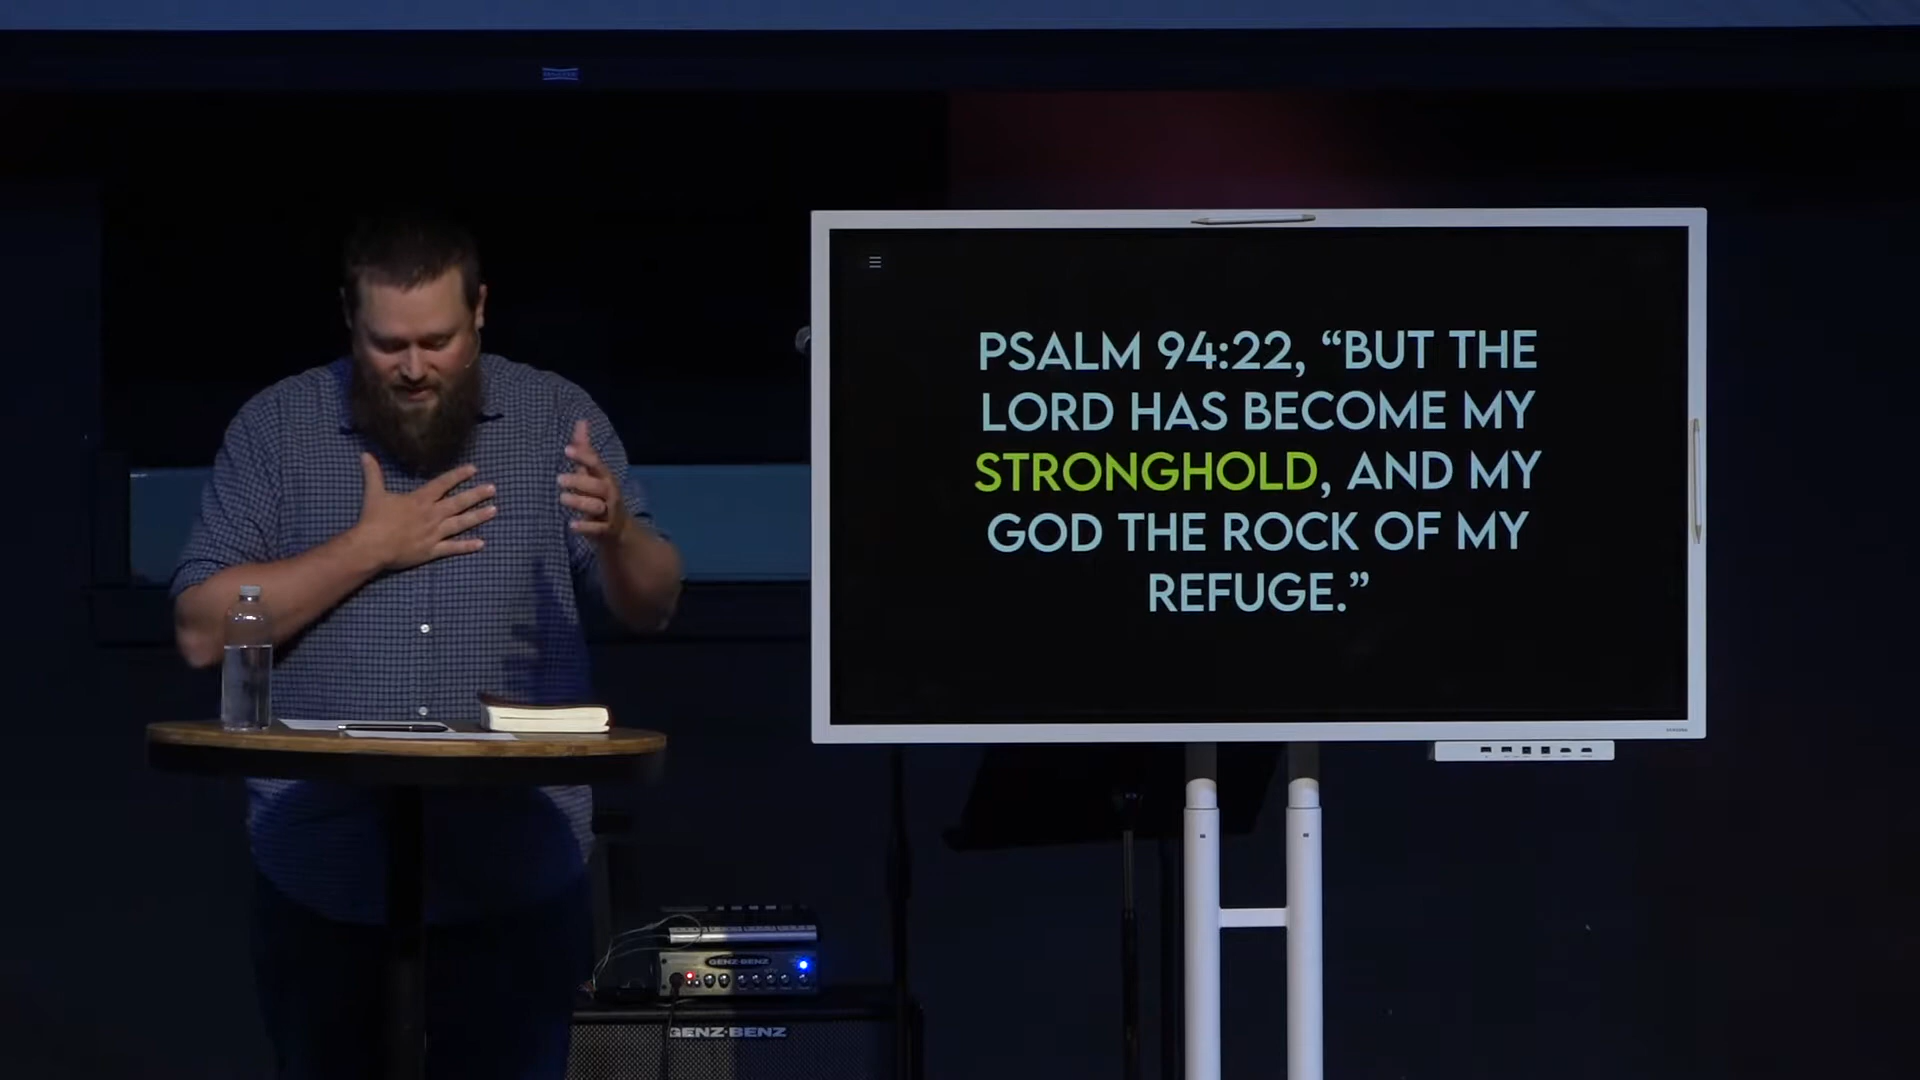 PSALM 94:22, “BUT THE
LORD HAS BECOME MY
STRONGHOLD, AND MY
GOD THE ROCK OF MY
REFUGE.”
SAMSUNG
GENZ·BENZ
GENZ·BENZ